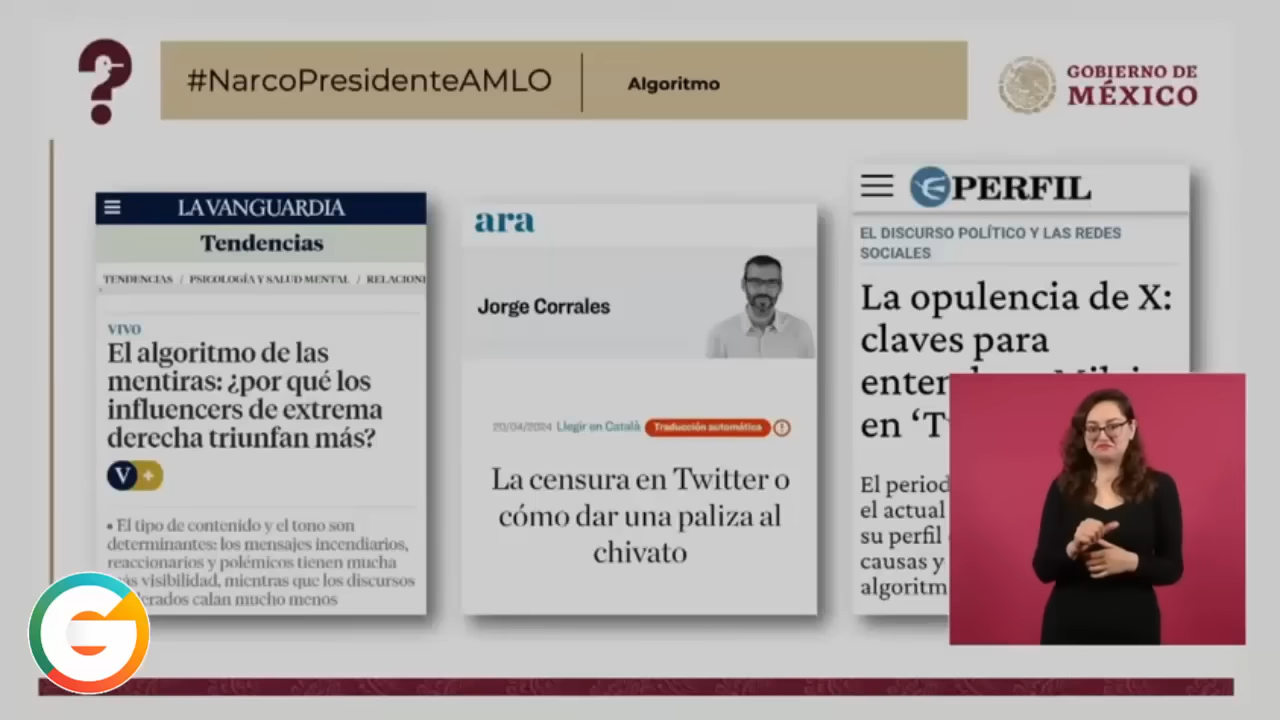 #NarcoPresidenteAMLO
Algoritmo
GOBIERNO DE
MÉXICO
LA VANGUARDIA
Tendencias
TENDENCIAS / PSICOLOGÍA Y SALUD MENTAL / RELACION
VIVO
El algoritmo de las
mentiras: ¿por qué los
influencers de extrema
derecha triunfan más?
V +
• El tipo de contenido y el tono son
determinantes: los mensajes incendiarios,
reaccionarios y polémicos tienen mucha
visibilidad, mientras que los discursos
calan mucho menos
ara
Jorge Corrales
20/04/2024 Llegir en Català Traducción automática
La censura en Twitter o
cómo dar una paliza al
chivato
PERFIL
EL DISCURSO POLÍTICO Y LAS REDES
SOCIALES
La opulencia de X:
claves para
en
El
el actual
su perfil
causas y
G